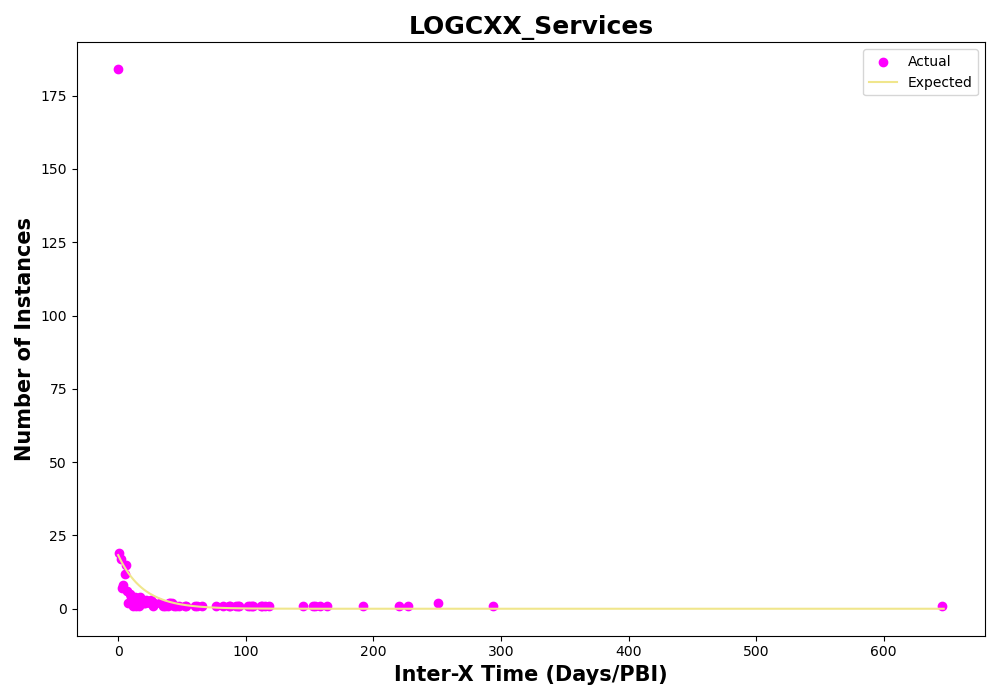 LOGCXX_Services
Actual
Expected
Number of Instances
175
150
125
100
75
50
25
0
0 100 200 300 400 500 600
Inter-X Time (Days/PBI)